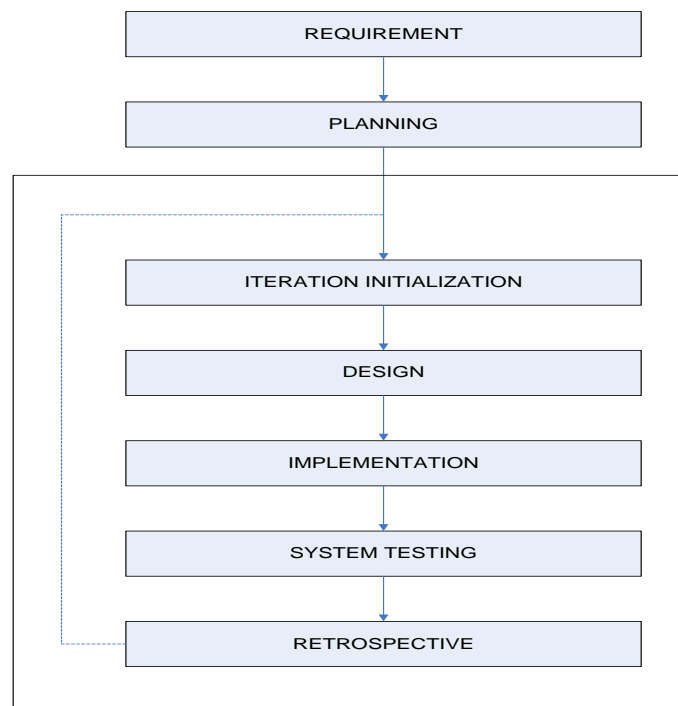 REQUIREMENT
PLANNING
ITERATION INITIALIZATION
DESIGN
IMPLEMENTATION
SYSTEM TESTING
RETROSPECTIVE